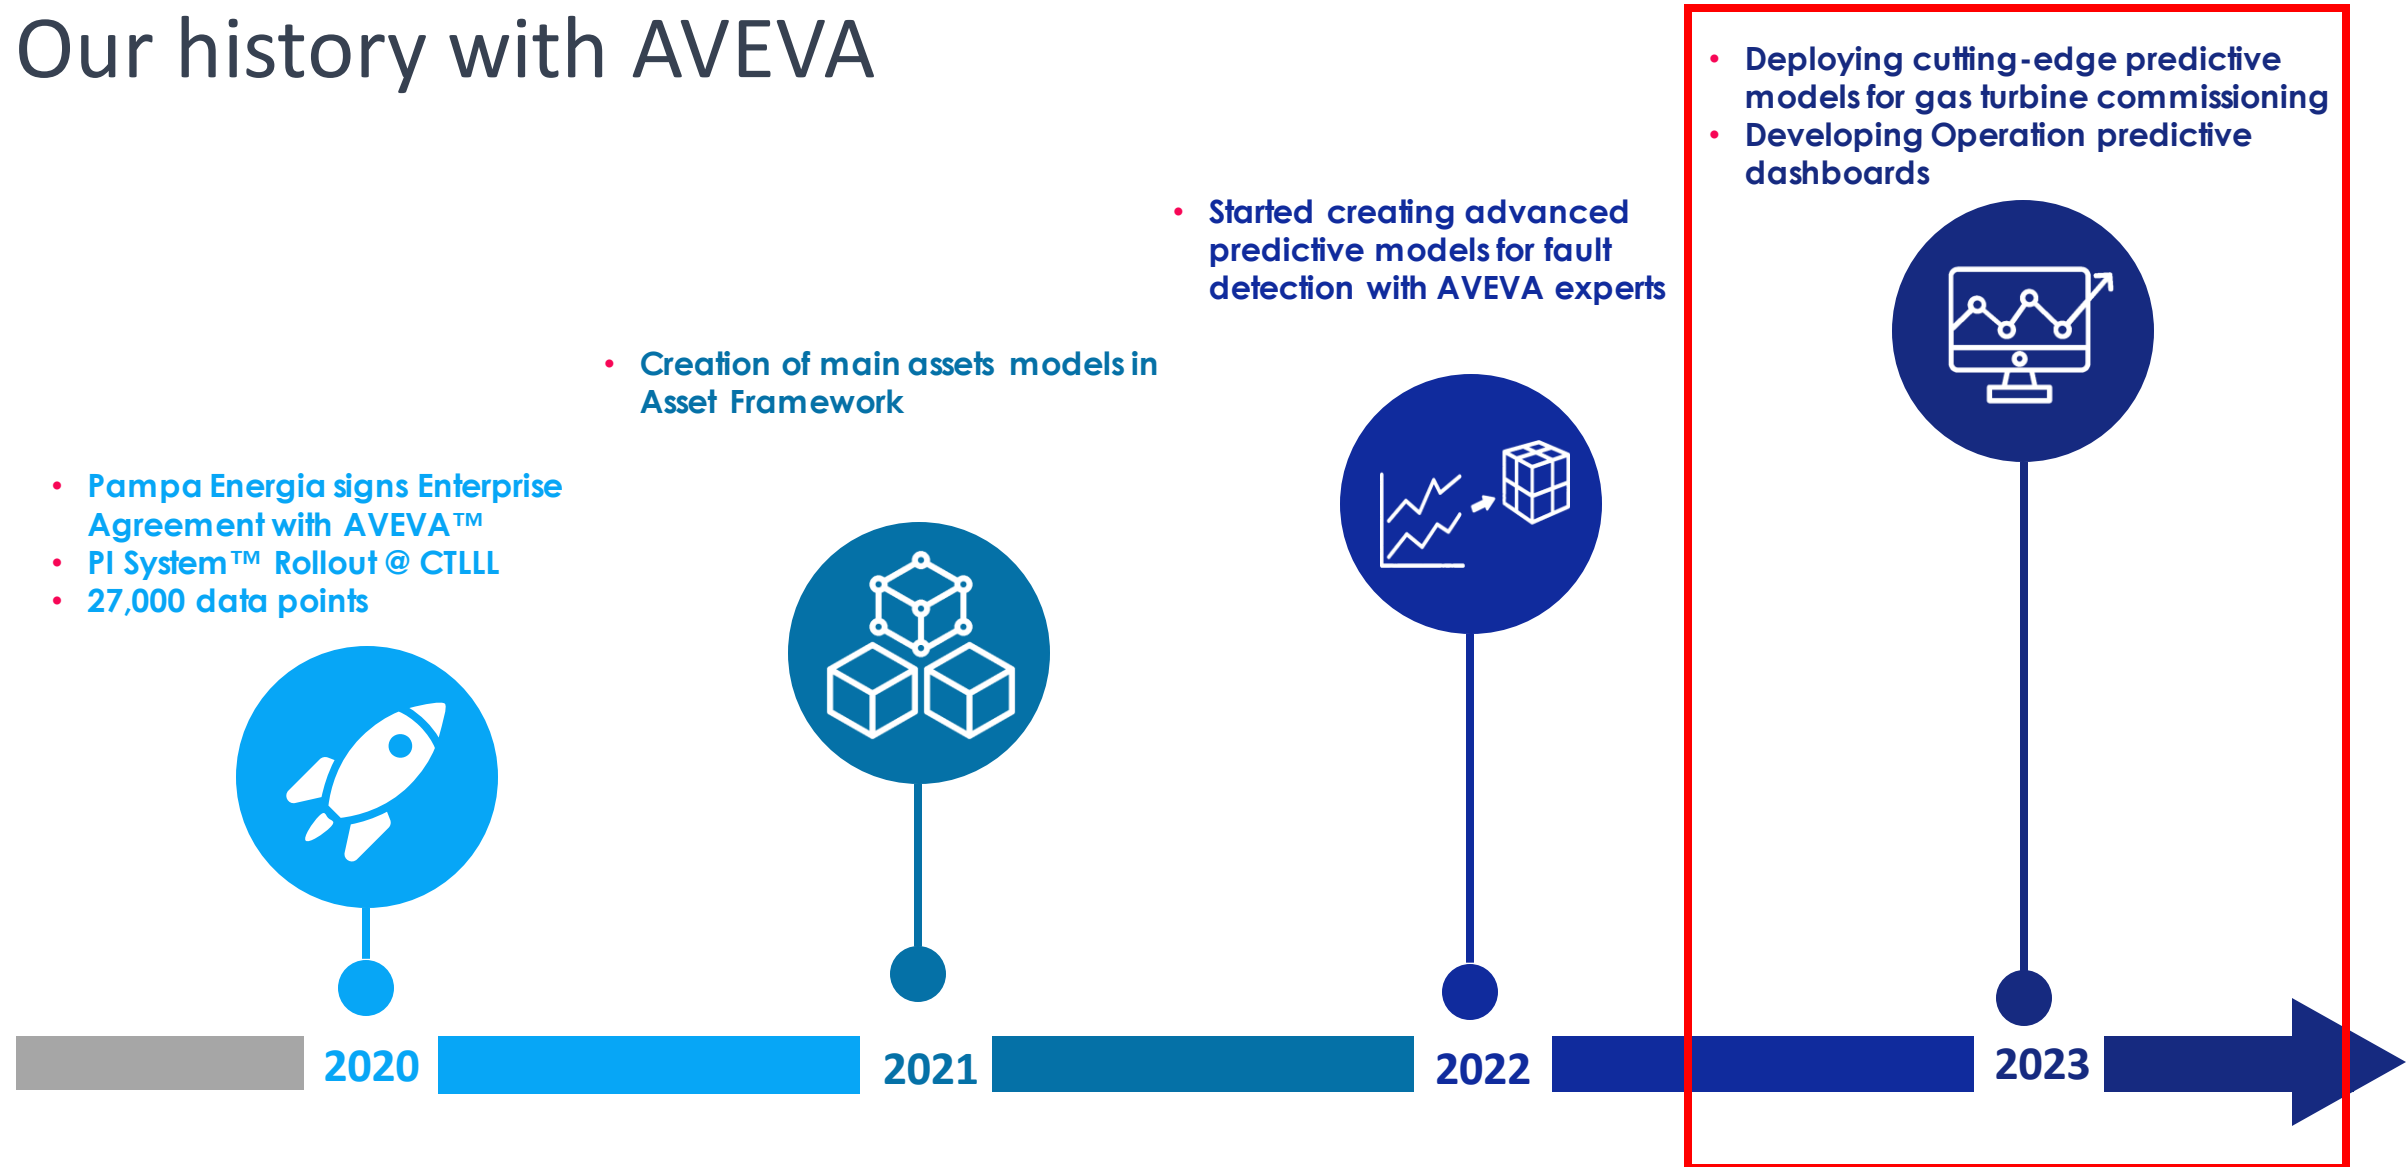 Our history with AVEVA
• Pampa Energia signs Enterprise
Agreement with AVEVA™
• PI System™ Rollout @ CTLLL
• 27,000 data points
• Creation of main assets models in
Asset Framework
• Started creating advanced
predictive models for fault
detection with AVEVA experts
• Deploying cutting-edge predictive
models for gas turbine commissioning
• Developing Operation predictive
dashboards
2020
2021
2022
2023